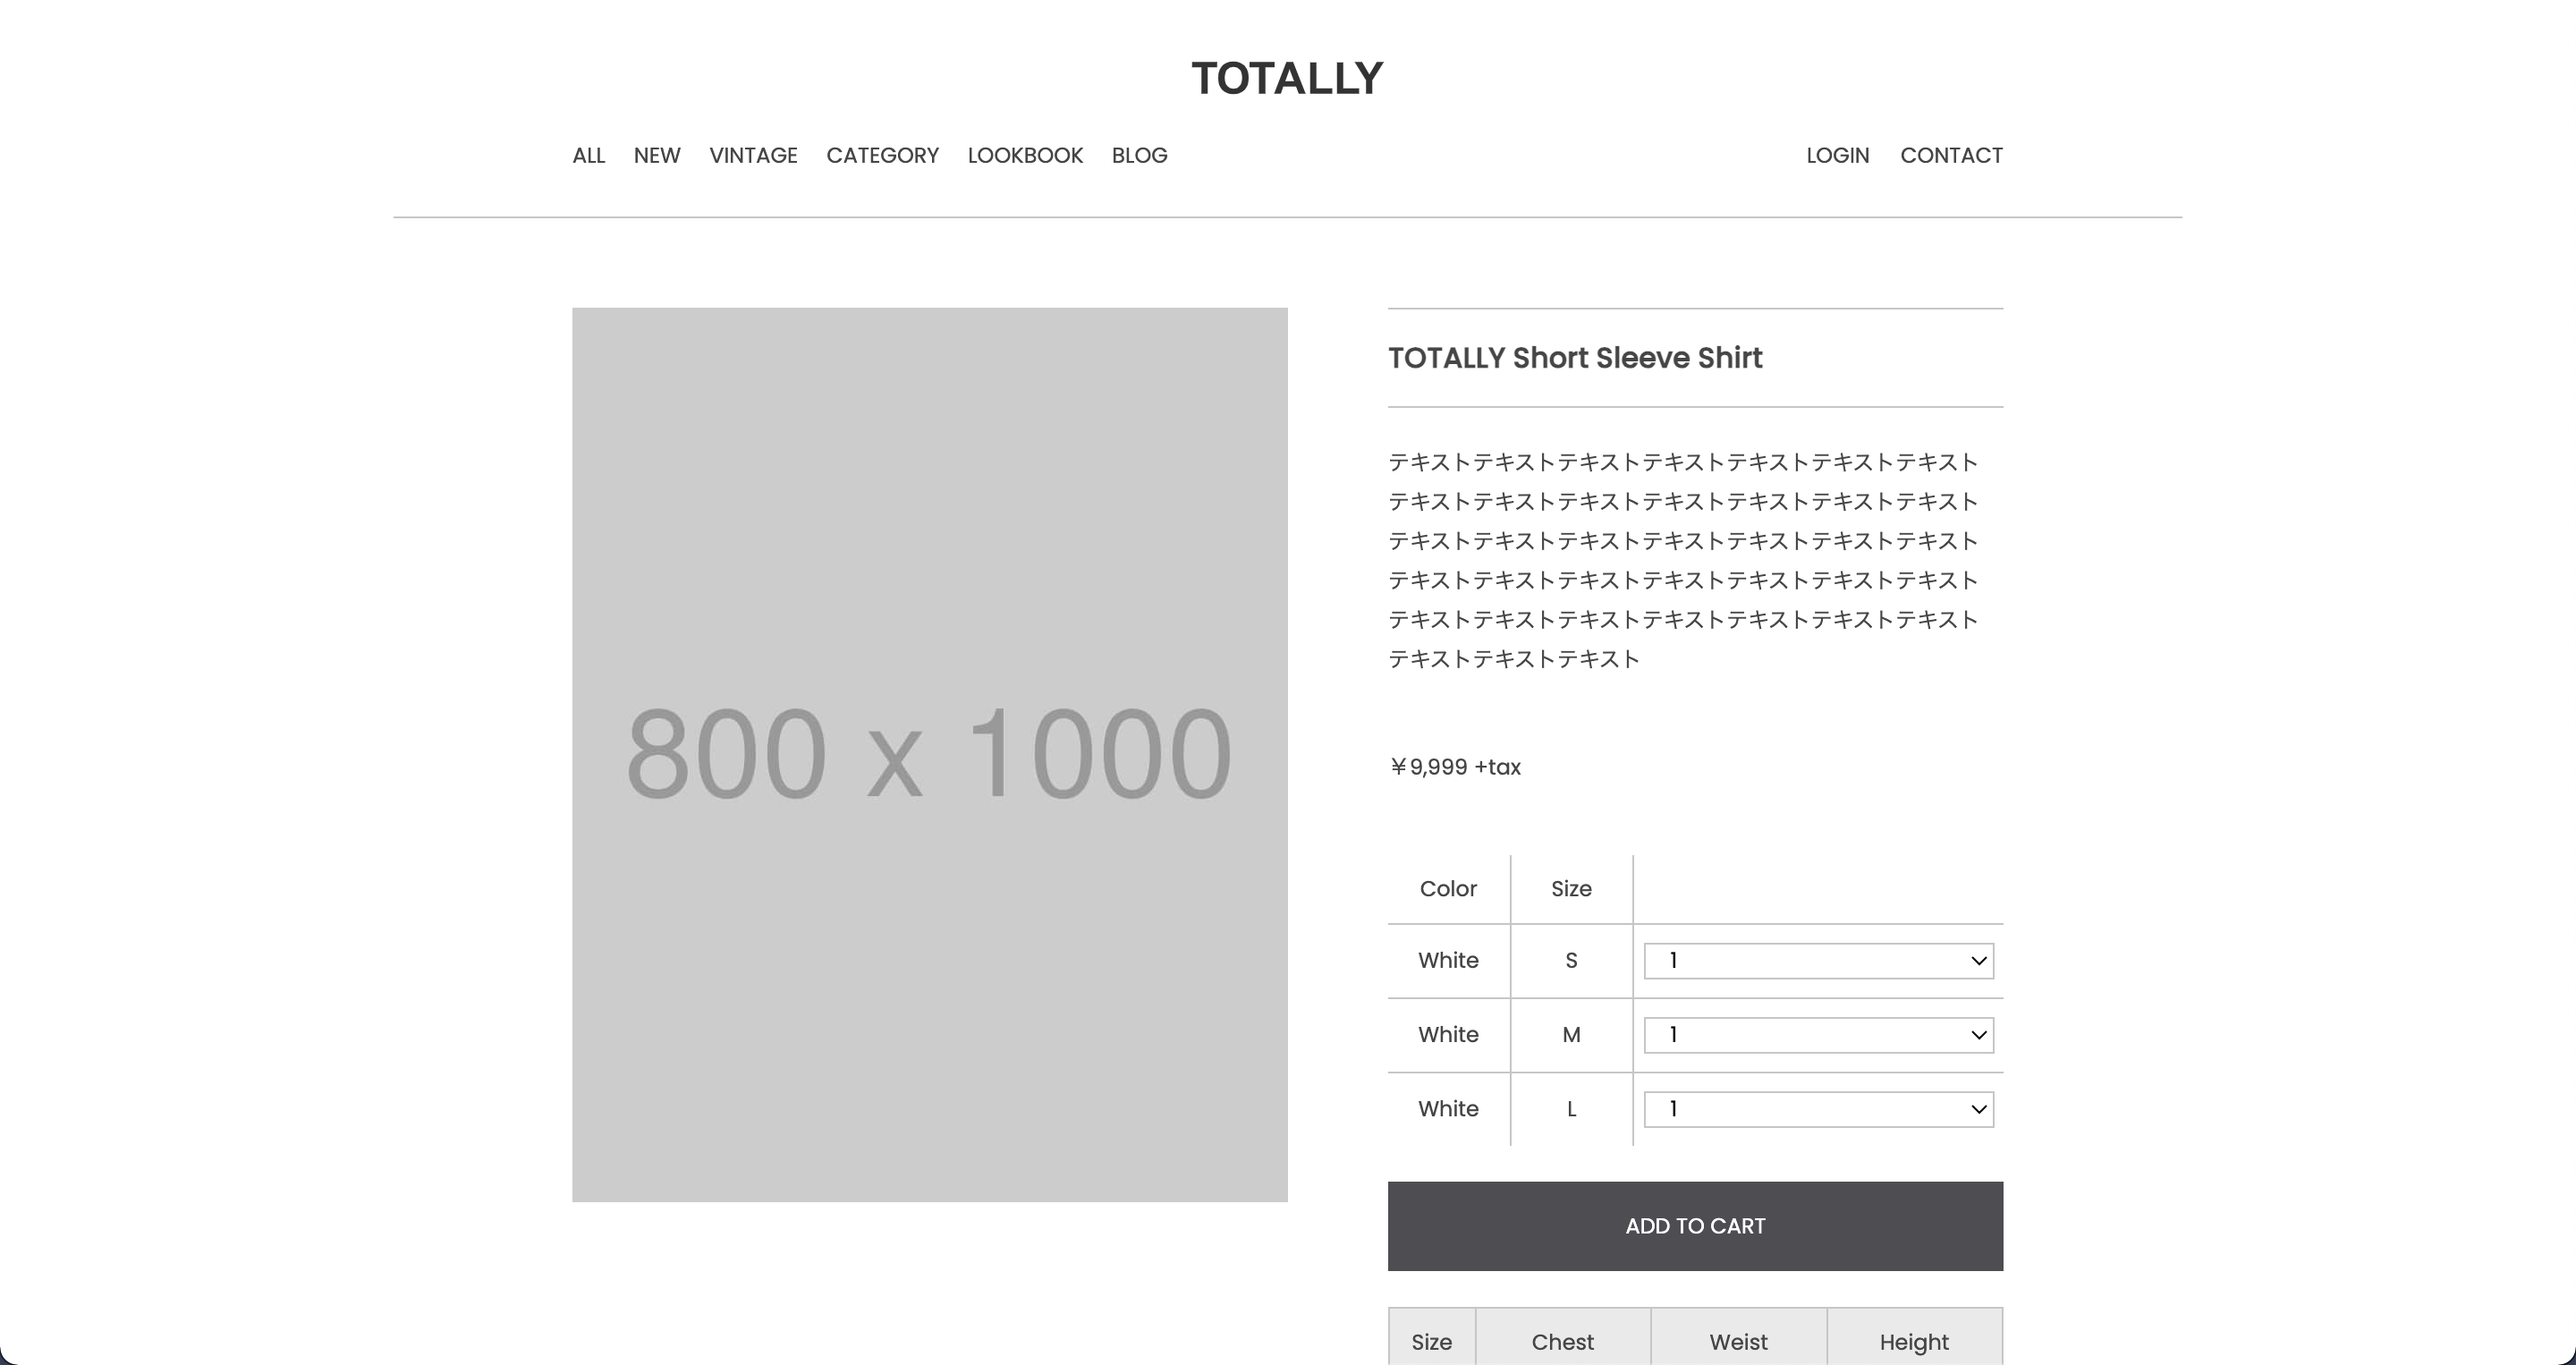 TOTALLY
ALL NEW VINTAGE CATEGORY LOOKBOOK BLOG LOGIN CONTACT
800 x 1000
TOTALLY Short Sleeve Shirt
テキストテキストテキストテキストテキストテキストテキスト
テキストテキストテキストテキストテキストテキストテキスト
テキストテキストテキストテキストテキストテキストテキスト
テキストテキストテキストテキストテキストテキストテキスト
テキストテキストテキストテキストテキストテキストテキスト
テキストテキストテキスト
￥9,999 +tax
Color Size
White S 1
White M 1
White L 1
ADD TO CART
Size Chest Weist Height